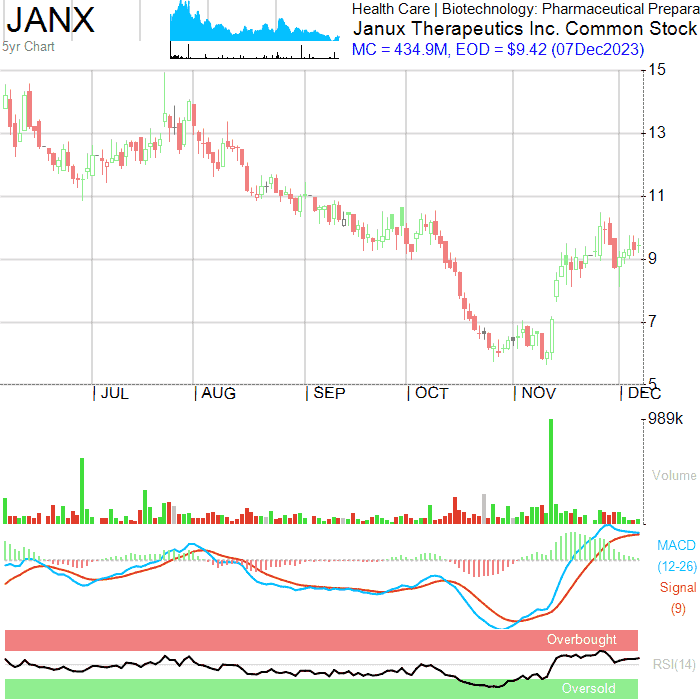 JANX
5yr Chart
Health Care | Biotechnology: Pharmaceutical Prepara
Janux Therapeutics Inc. Common Stock
MC = 434.9M, EOD = $9.42 (07Dec2023)
15
13
11
9
7
5
JUL AUG SEP OCT NOV DEC
989k
Volume
MACD
(12-26)
Signal
(9)
Overbought
RSI(14)
Oversold